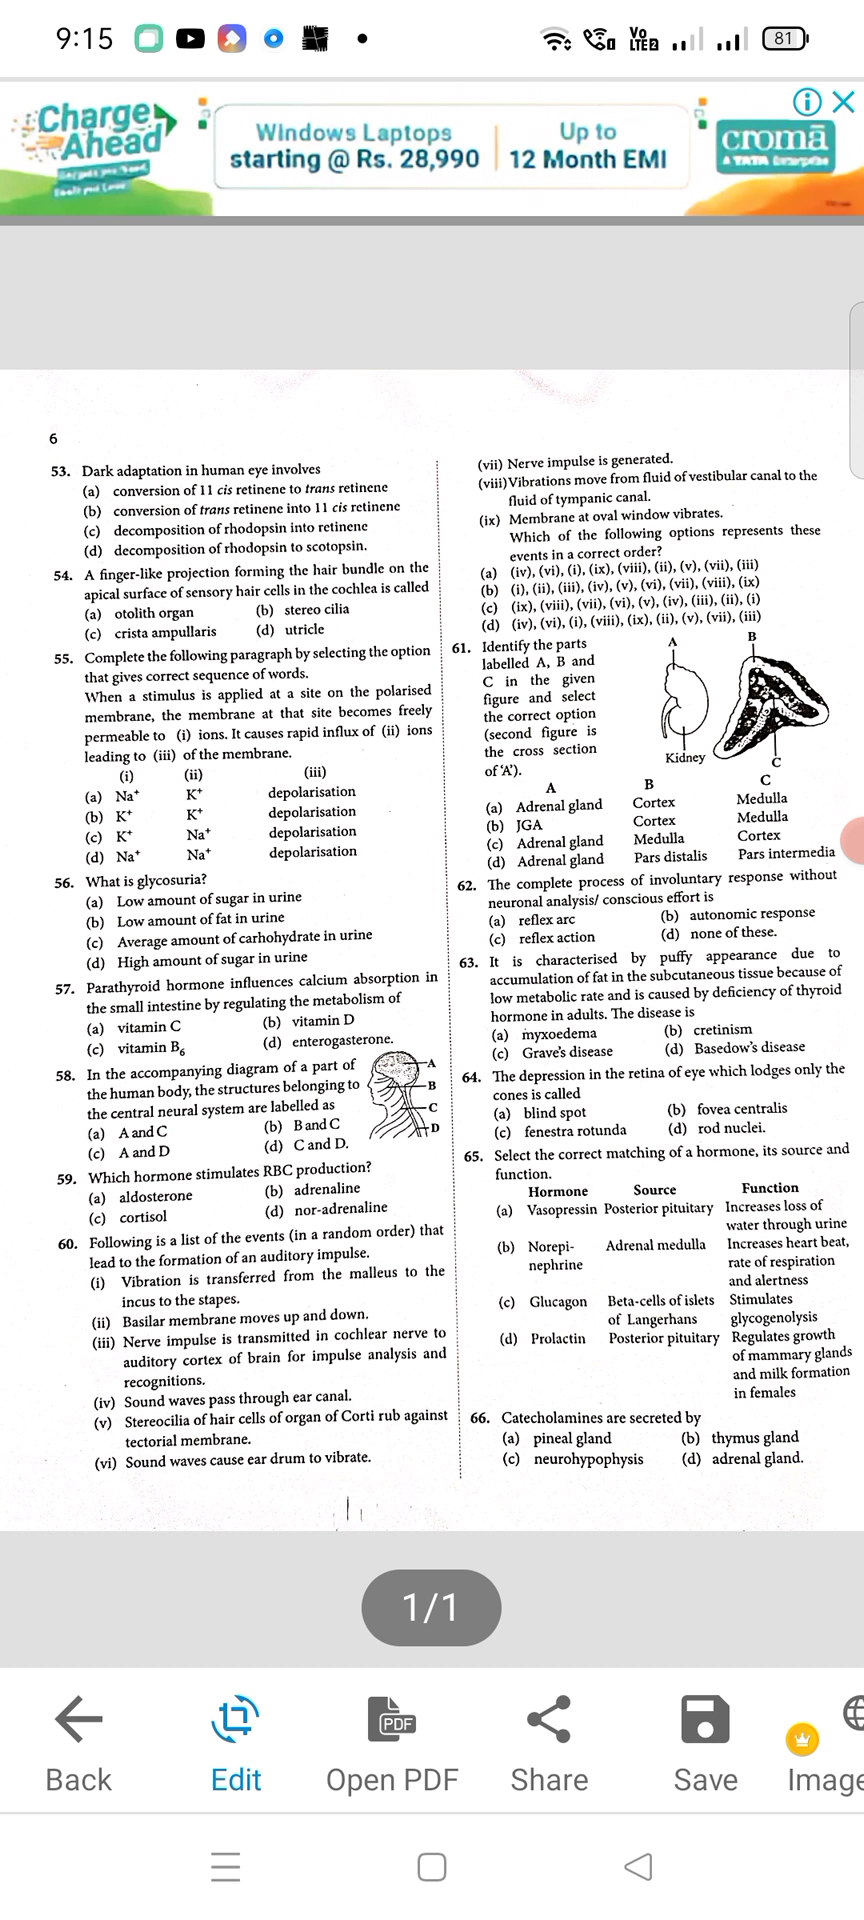 9:15
Vo
LTE2
81
Charge
Ahead
Windows Laptops
starting @ Rs. 28,990
Up to
12 Month EMI
cromā
A TATA Enterprise
6
53. Dark adaptation in human eye involves
(a) conversion of 11 cis retinene to trans retinene
(b) conversion of trans retinene into 11 cis retinene
(c) decomposition of rhodopsin into retinene
(d) decomposition of rhodopsin to scotopsin.
54. A finger-like projection forming the hair bundle on the
apical surface of sensory hair cells in the cochlea is called
(a) otolith organ (b) stereo cilia
(c) crista ampullaris (d) utricle
55. Complete the following paragraph by selecting the option
that gives correct sequence of words.
When a stimulus is applied at a site on the polarised
membrane, the membrane at that site becomes freely
permeable to (i) ions. It causes rapid influx of (ii) ions
leading to (iii) of the membrane.
(i) (ii) (iii)
(a) Na⁺ K⁺ depolarisation
(b) K⁺ K⁺ depolarisation
(c) K⁺ Na⁺ depolarisation
(d) Na⁺ Na⁺ depolarisation
56. What is glycosuria?
(a) Low amount of sugar in urine
(b) Low amount of fat in urine
(c) Average amount of carhohydrate in urine
(d) High amount of sugar in urine
57. Parathyroid hormone influences calcium absorption in
the small intestine by regulating the metabolism of
(a) vitamin C (b) vitamin D
(c) vitamin B₆ (d) enterogasterone.
58. In the accompanying diagram of a part of
the human body, the structures belonging to
the central neural system are labelled as
(a) A and C (b) B and C
(c) A and D (d) C and D.
A
B
C
D
59. Which hormone stimulates RBC production?
(a) aldosterone (b) adrenaline
(c) cortisol (d) nor-adrenaline
60. Following is a list of the events (in a random order) that
lead to the formation of an auditory impulse.
(i) Vibration is transferred from the malleus to the
incus to the stapes.
(ii) Basilar membrane moves up and down.
(iii) Nerve impulse is transmitted in cochlear nerve to
auditory cortex of brain for impulse analysis and
recognitions.
(iv) Sound waves pass through ear canal.
(v) Stereocilia of hair cells of organ of Corti rub against
tectorial membrane.
(vi) Sound waves cause ear drum to vibrate.
(vii) Nerve impulse is generated.
(viii) Vibrations move from fluid of vestibular canal to the
fluid of tympanic canal.
(ix) Membrane at oval window vibrates.
Which of the following options represents these
events in a correct order?
(a) (iv), (vi), (i), (ix), (viii), (ii), (v), (vii), (iii)
(b) (i), (ii), (iii), (iv), (v), (vi), (vii), (viii), (ix)
(c) (ix), (viii), (vii), (vi), (v), (iv), (iii), (ii), (i)
(d) (iv), (vi), (i), (viii), (ix), (ii), (v), (vii), (iii)
61. Identify the parts
labelled A, B and
C in the given
figure and select
the correct option
(second figure is
the cross section
of 'A').
A
B
Kidney
C
A B C
(a) Adrenal gland Cortex Medulla
(b) JGA Cortex Medulla
(c) Adrenal gland Medulla Cortex
(d) Adrenal gland Pars distalis Pars intermedia
62. The complete process of involuntary response without
neuronal analysis/ conscious effort is
(a) reflex arc (b) autonomic response
(c) reflex action (d) none of these.
63. It is characterised by puffy appearance due to
accumulation of fat in the subcutaneous tissue because of
low metabolic rate and is caused by deficiency of thyroid
hormone in adults. The disease is
(a) myxoedema (b) cretinism
(c) Grave's disease (d) Basedow's disease
64. The depression in the retina of eye which lodges only the
cones is called
(a) blind spot (b) fovea centralis
(c) fenestra rotunda (d) rod nuclei.
65. Select the correct matching of a hormone, its source and
function.
Hormone Source Function
(a) Vasopressin Posterior pituitary Increases loss of
water through urine
(b) Norepi- Adrenal medulla Increases heart beat,
nephrine rate of respiration
and alertness
(c) Glucagon Beta-cells of islets Stimulates
of Langerhans glycogenolysis
(d) Prolactin Posterior pituitary Regulates growth
of mammary glands
and milk formation
in females
66. Catecholamines are secreted by
(a) pineal gland (b) thymus gland
(c) neurohypophysis (d) adrenal gland.
1/1
PDF
Back Edit Open PDF Share Save Image